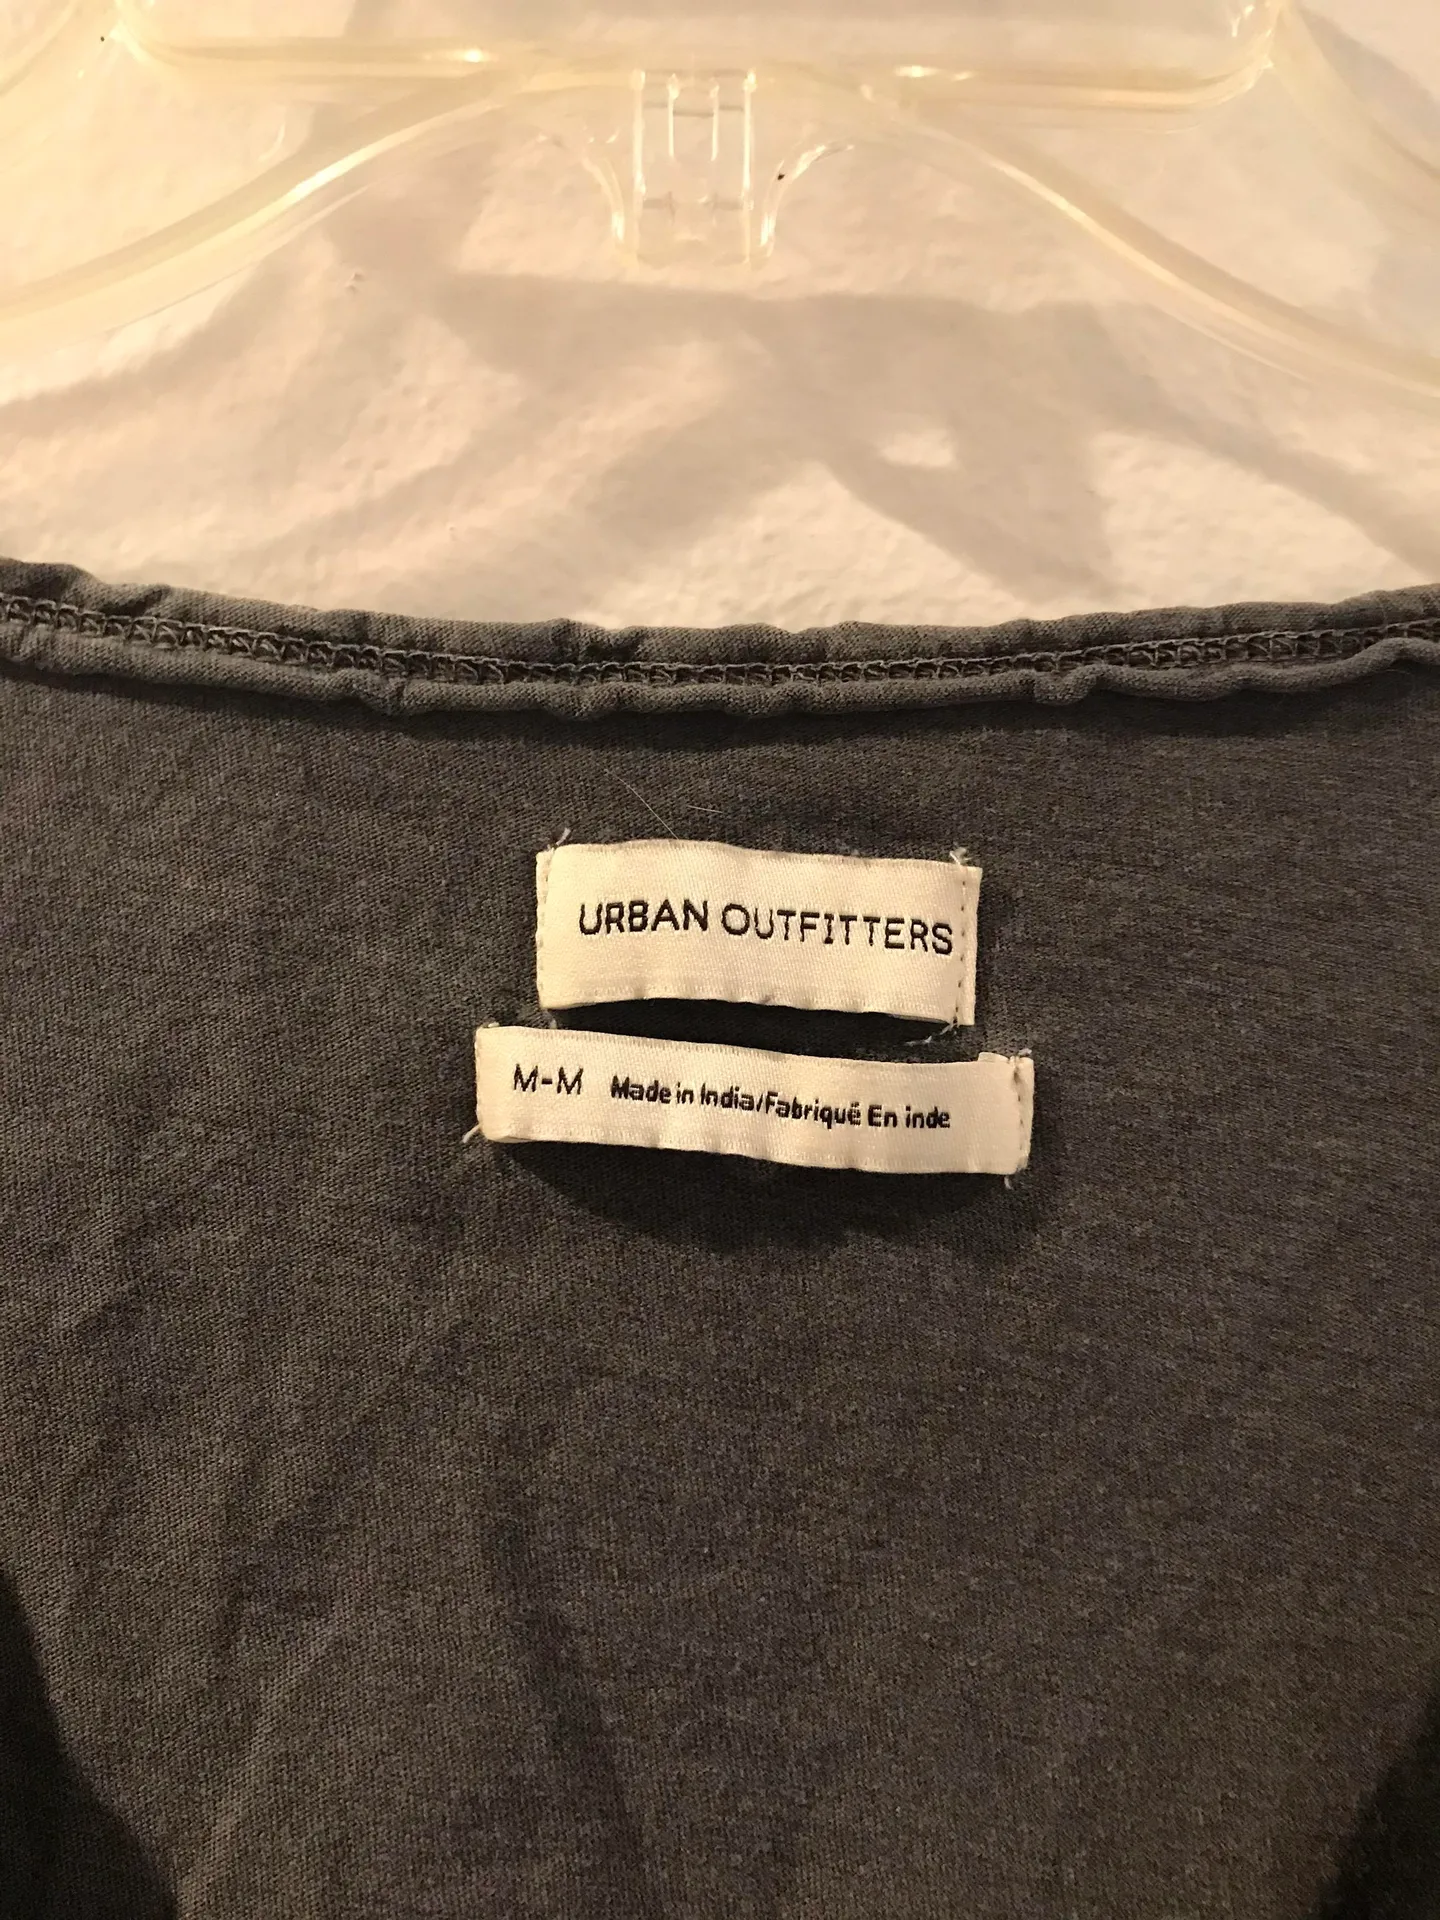 URBAN OUTFITTERS
M-M Made in India/Fabriqué En inde